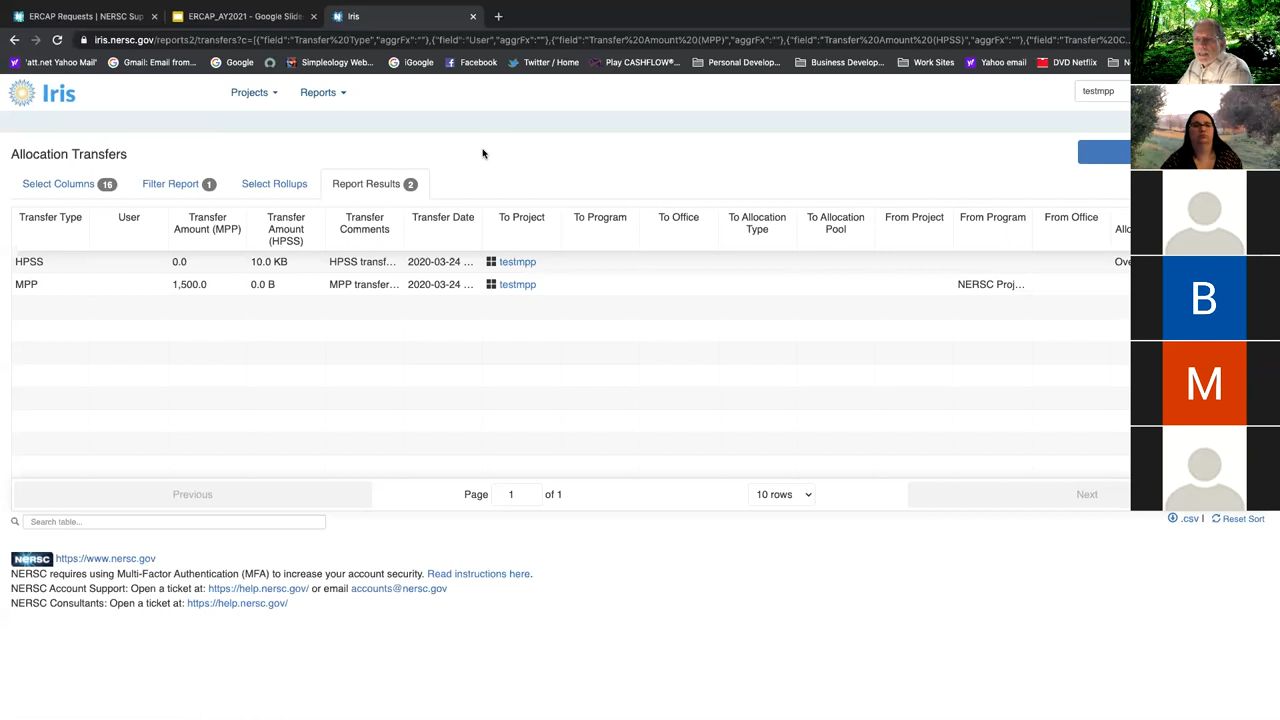 ERCAP Requests | NERSC Sup
ERCAP_AY2021 - Google Slide
Iris
iris.nersc.gov/reports2/transfers?c=[{"field":"Transfer%20Type","aggrFx":""},{"field":"User","aggrFx":""},{"field":"Transfer%20Amount%20(MPP)","aggrFx":""},{"field":"Transfer%20Amount%20(HPSS)","aggrFx":""},{"field":"Transfer%20C...
'att.net Yahoo Mail'
Gmail: Email from...
Google
Simpleology Web...
iGoogle
Facebook
Twitter / Home
Play CASHFLOW®...
Personal Develop...
Business Develop...
Work Sites
Yahoo email
DVD Netflix
Iris
Projects
Reports
testmpp
Allocation Transfers
Select Columns 16
Filter Report 1
Select Rollups
Report Results 2
Transfer Type
User
Transfer Amount (MPP)
Transfer Amount (HPSS)
Transfer Comments
Transfer Date
To Project
To Program
To Office
To Allocation Type
To Allocation Pool
From Project
From Program
From Office
HPSS 0.0 10.0 KB HPSS transf... 2020-03-24 ... testmpp
MPP 1,500.0 0.0 B MPP transfer... 2020-03-24 ... testmpp NERSC Proj...
B
M
Previous
Page 1 of 1
10 rows
Next
Search table...
.csv | Reset Sort
NERSC https://www.nersc.gov
NERSC requires using Multi-Factor Authentication (MFA) to increase your account security. Read instructions here.
NERSC Account Support: Open a ticket at: https://help.nersc.gov/ or email accounts@nersc.gov
NERSC Consultants: Open a ticket at: https://help.nersc.gov/